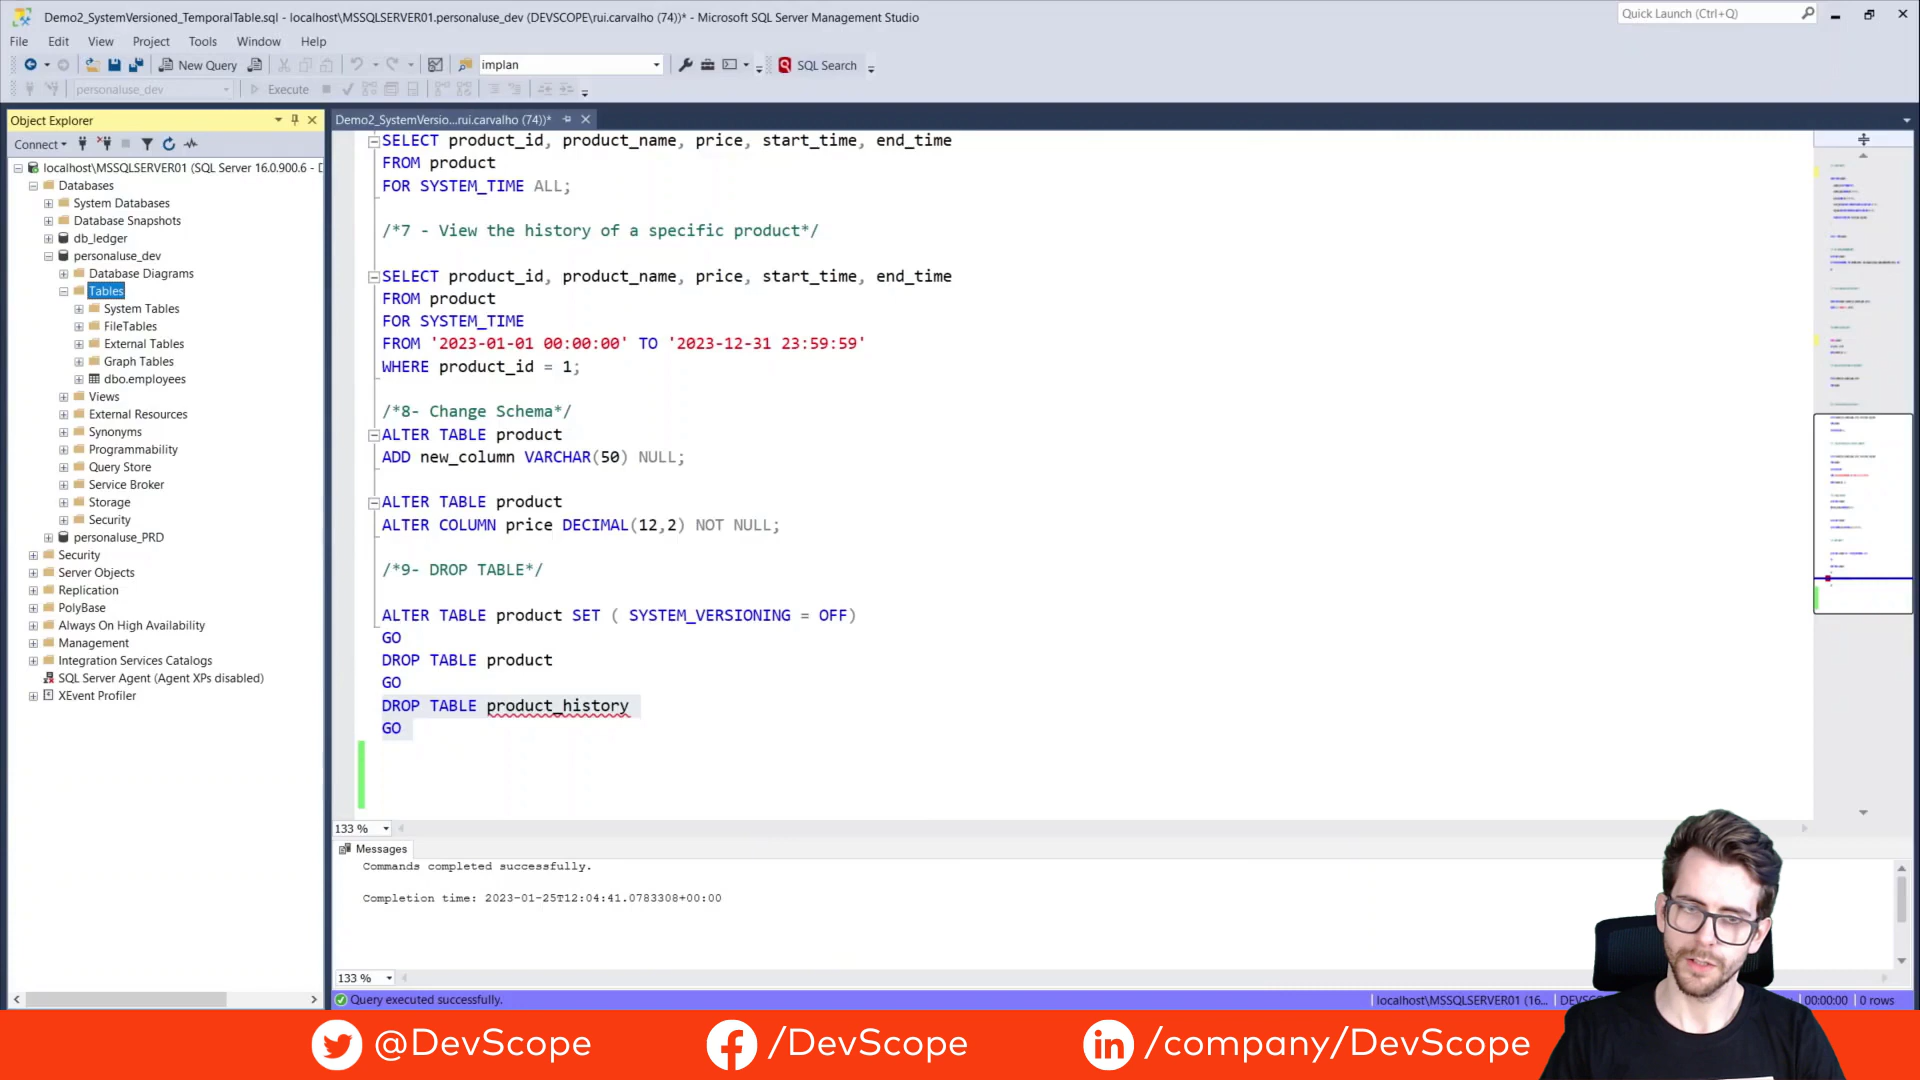 Demo2_SystemVersioned_TemporalTable.sql - localhost\MSSQLSERVER01.personaluse_dev (DEVSCOPE\rui.carvalho (74))* - Microsoft SQL Server Management Studio
Quick Launch (Ctrl+Q)
File Edit View Project Tools Window Help
New Query
implan
SQL Search
personaluse_dev
Execute
Object Explorer
Demo2_SystemVersio...rui.carvalho (74))*
Connect
localhost\MSSQLSERVER01 (SQL Server 16.0.900.6 - D
Databases
System Databases
Database Snapshots
db_ledger
personaluse_dev
Database Diagrams
Tables
System Tables
FileTables
External Tables
Graph Tables
dbo.employees
Views
External Resources
Synonyms
Programmability
Query Store
Service Broker
Storage
Security
personaluse_PRD
Security
Server Objects
Replication
PolyBase
Always On High Availability
Management
Integration Services Catalogs
SQL Server Agent (Agent XPs disabled)
XEvent Profiler
SELECT product_id, product_name, price, start_time, end_time
FROM product
FOR SYSTEM_TIME ALL;
/*7 - View the history of a specific product*/
SELECT product_id, product_name, price, start_time, end_time
FROM product
FOR SYSTEM_TIME
FROM '2023-01-01 00:00:00' TO '2023-12-31 23:59:59'
WHERE product_id = 1;
/*8- Change Schema*/
ALTER TABLE product
ADD new_column VARCHAR(50) NULL;
ALTER TABLE product
ALTER COLUMN price DECIMAL(12,2) NOT NULL;
/*9- DROP TABLE*/
ALTER TABLE product SET ( SYSTEM_VERSIONING = OFF)
GO
DROP TABLE product
GO
DROP TABLE product_history
GO
133 %
Messages
Commands completed successfully.
Completion time: 2023-01-25T12:04:41.0783308+00:00
133 %
Query executed successfully.
localhost\MSSQLSERVER01 (16...
00:00:00
0 rows
@DevScope
/DevScope
/company/DevScope